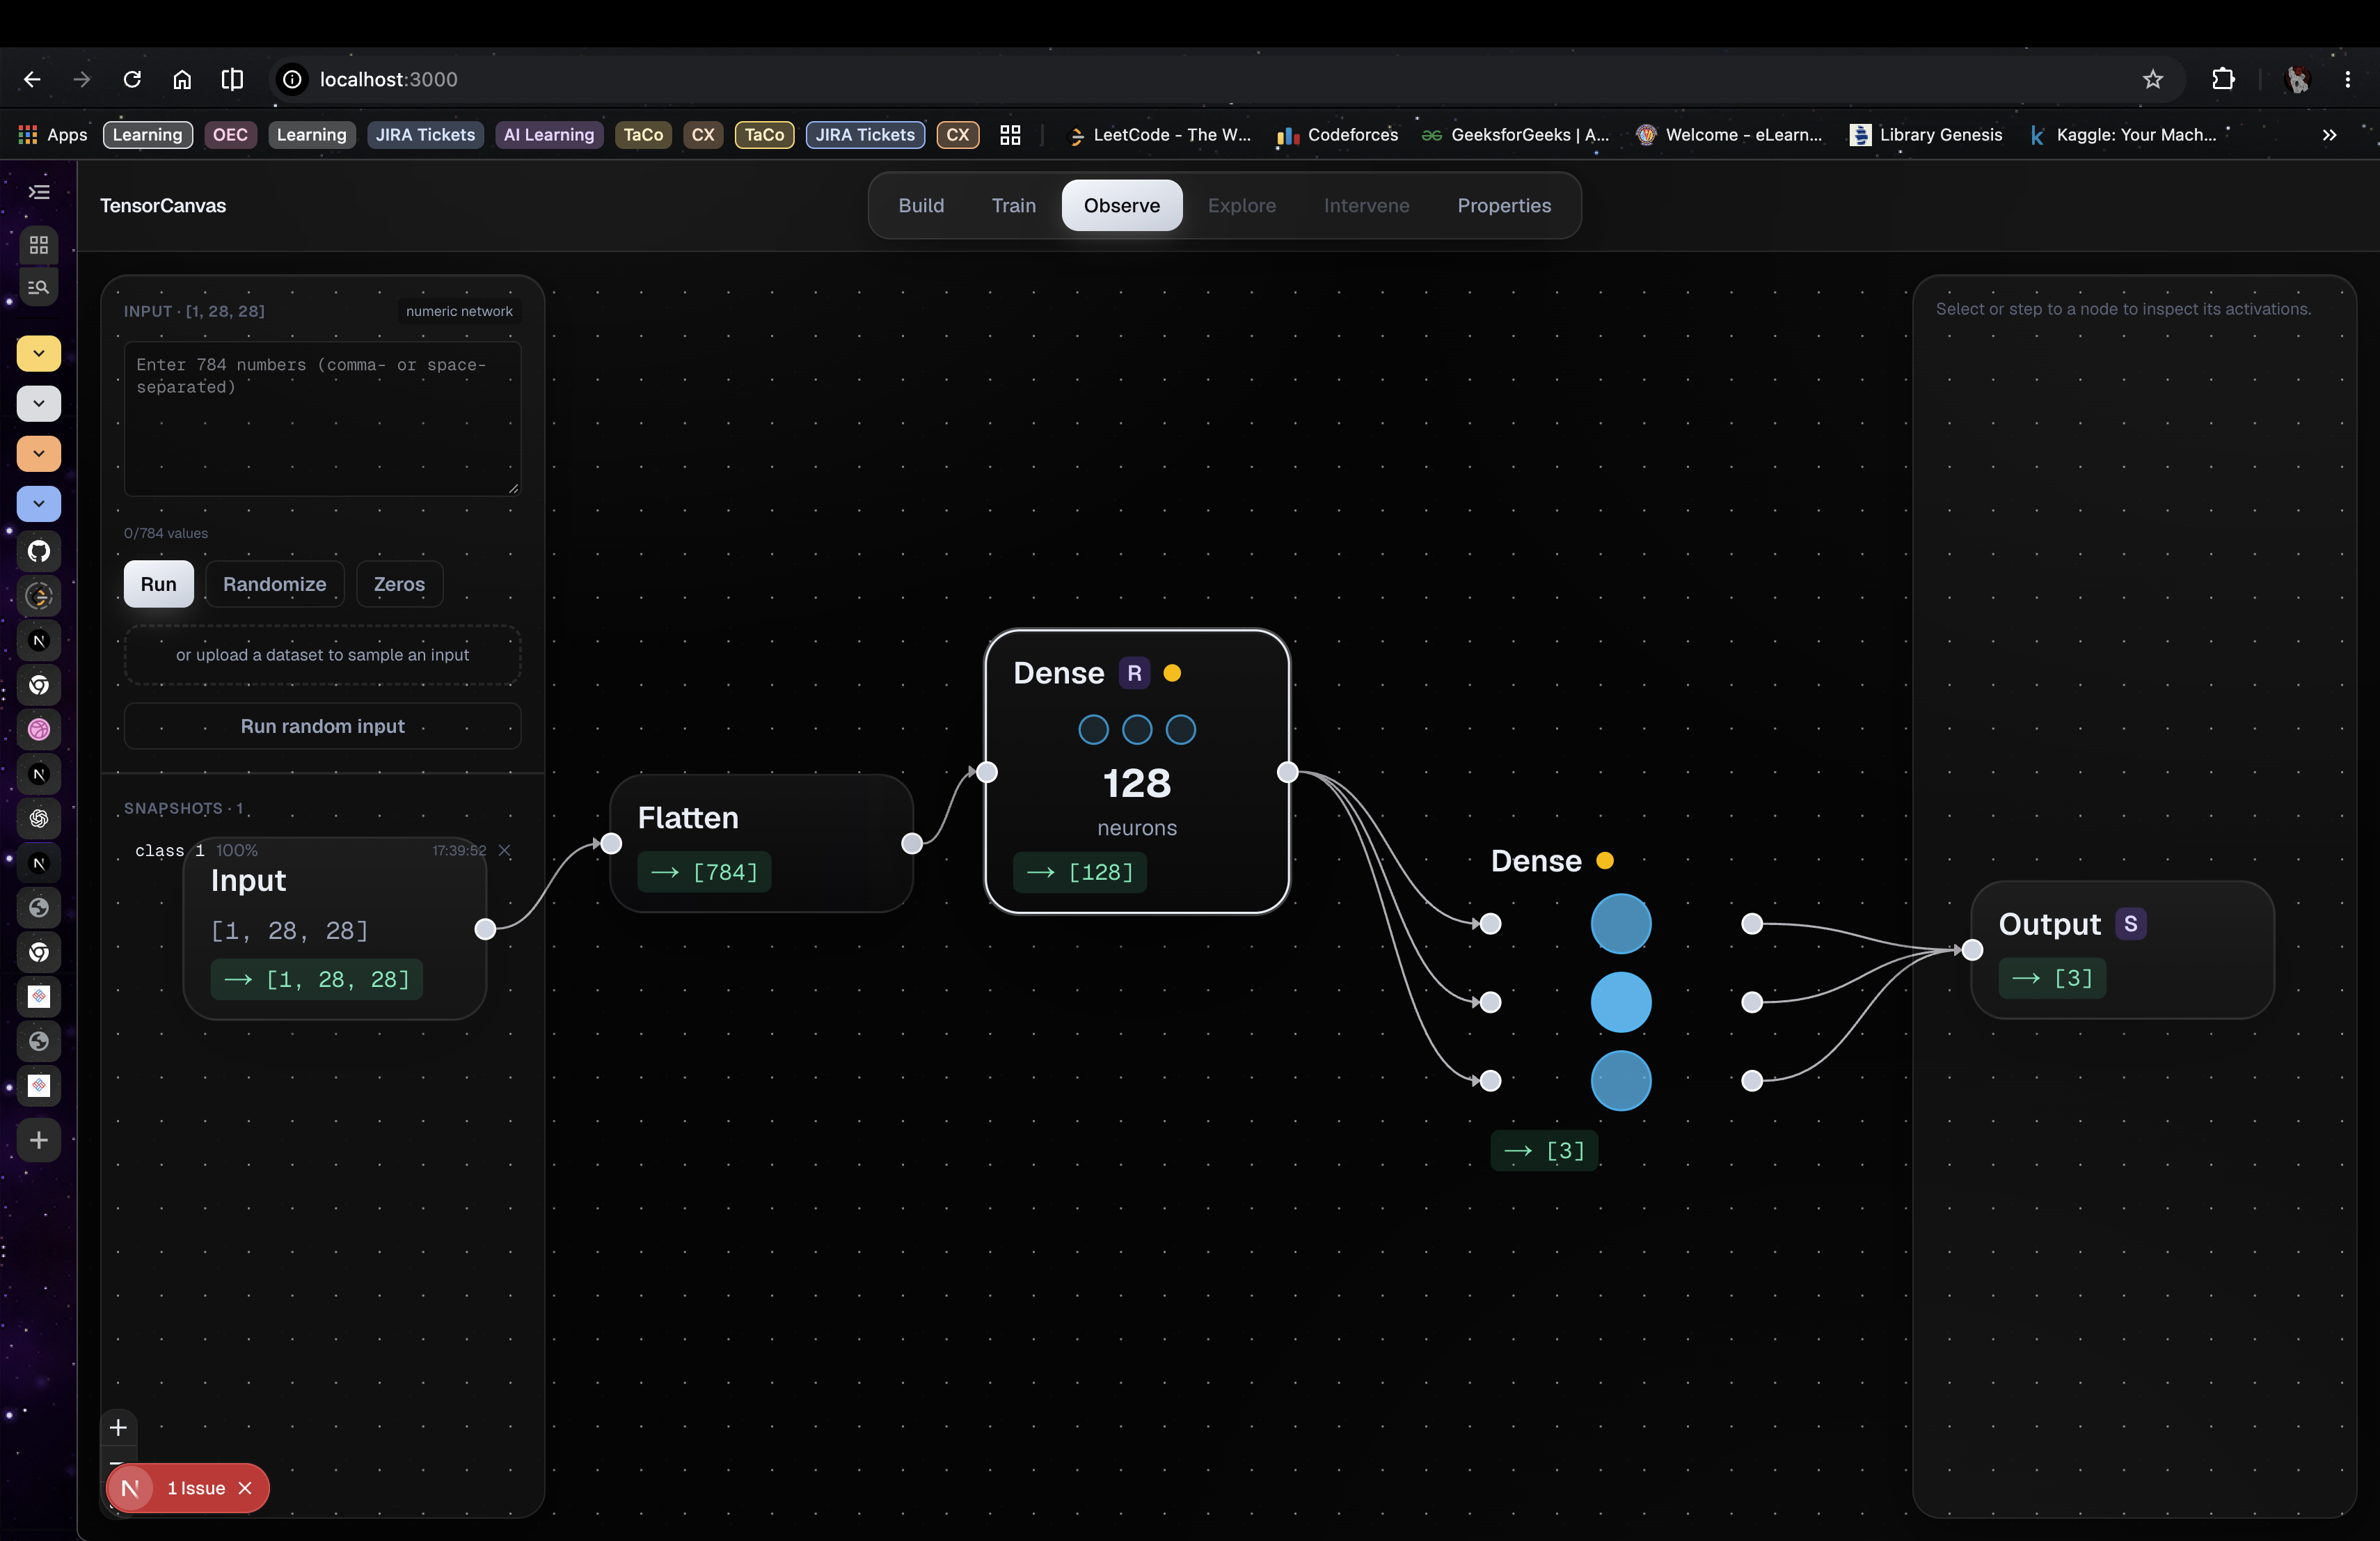 localhost:3000
Apps
Learning
OEC
Learning
JIRA Tickets
AI Learning
TaCo
CX
TaCo
JIRA Tickets
CX
LeetCode - The W...
Codeforces
GeeksforGeeks | A...
Welcome - eLearn...
Library Genesis
Kaggle: Your Mach...
TensorCanvas
Build
Train
Observe
Explore
Intervene
Properties
INPUT · [1, 28, 28]
numeric network
Enter 784 numbers (comma- or space-
separated)
0/784 values
Run
Randomize
Zeros
or upload a dataset to sample an input
Run random input
SNAPSHOTS · 1
class 1 100% 17:39:52
Input
[1, 28, 28]
→ [1, 28, 28]
Flatten
→ [784]
Dense R
128
neurons
→ [128]
Dense
→ [3]
Select or step to a node to inspect its activations.
Output S
→ [3]
N 1 Issue